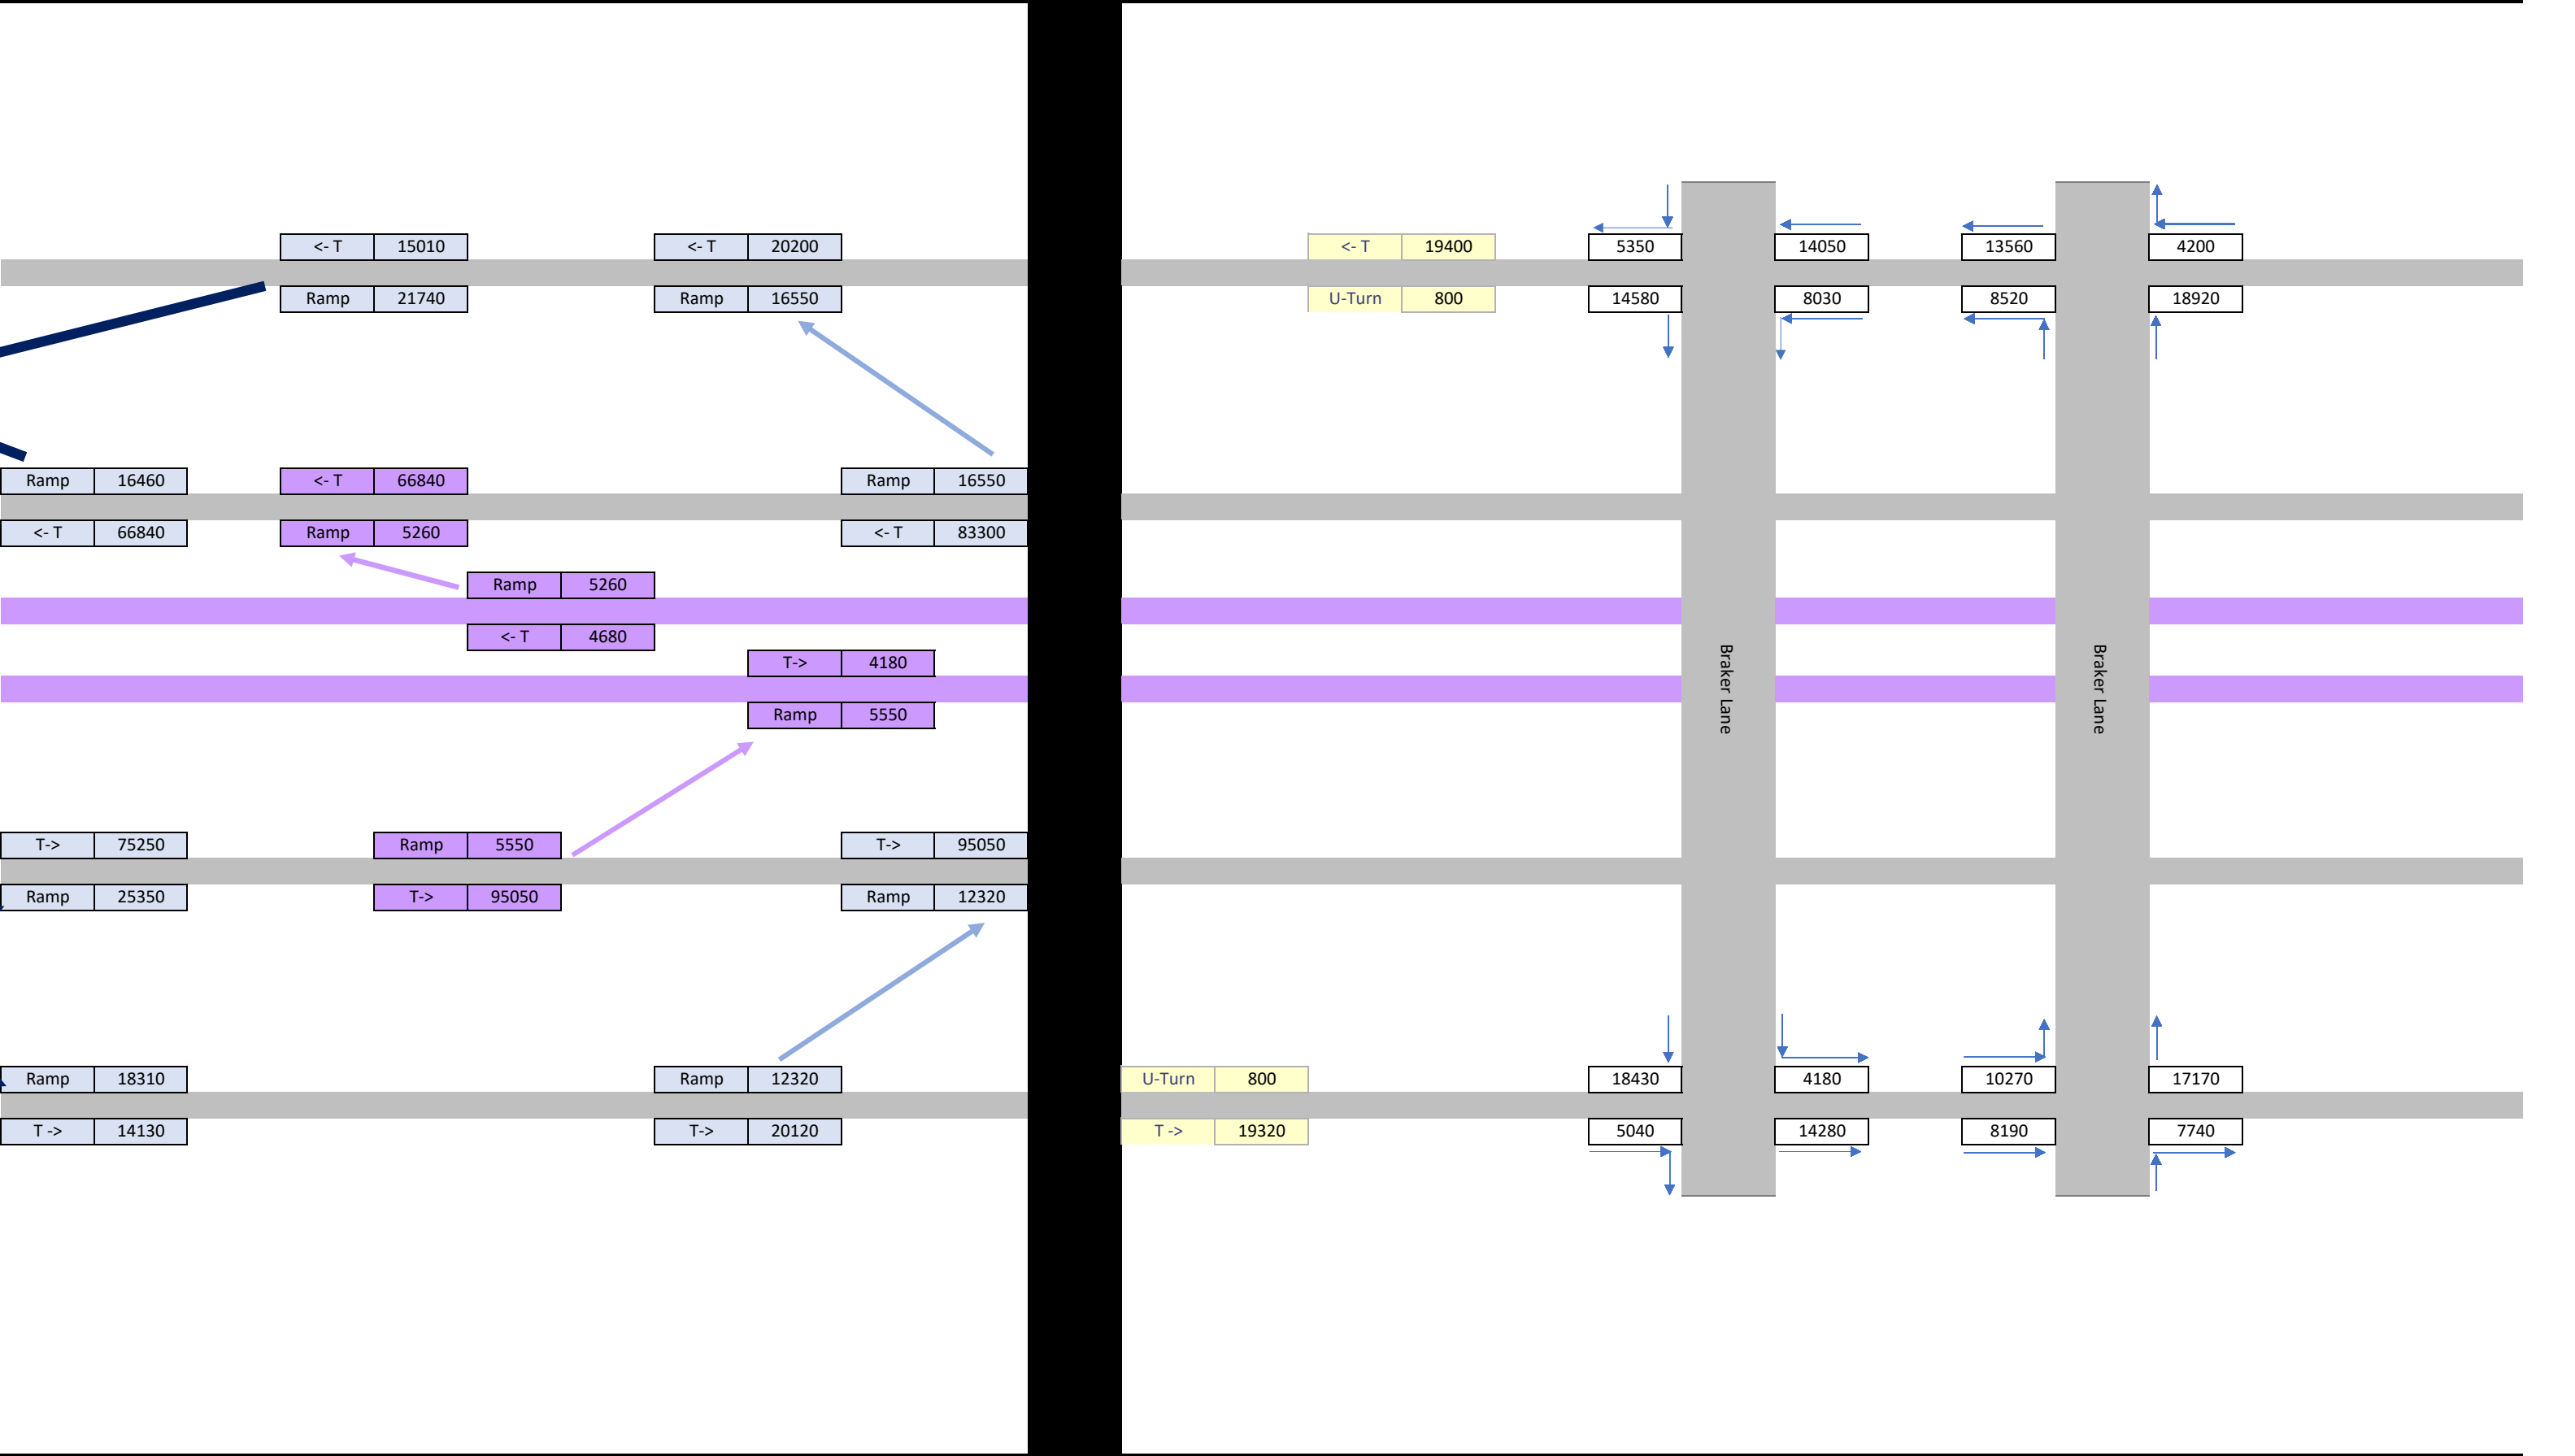 <- T 15010 <- T 20200 <- T 19400 5350 14050 13560 4200
Ramp 21740 Ramp 16550 U-Turn 800 14580 8030 8520 18920
Ramp 16460 <- T 66840 Ramp 16550
<- T 66840 Ramp 5260 <- T 83300
Ramp 5260
<- T 4680
T-> 4180
Ramp 5550
Braker Lane
Braker Lane
T-> 75250 Ramp 5550 T-> 95050
Ramp 25350 T-> 95050 Ramp 12320
Ramp 18310 Ramp 12320 U-Turn 800 18430 4180 10270 17170
T -> 14130 T-> 20120 T -> 19320 5040 14280 8190 7740